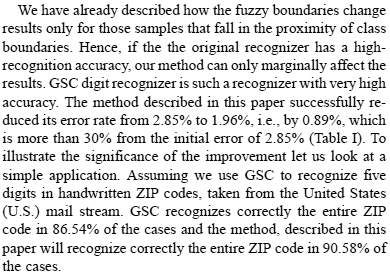 We have already described how the fuzzy boundaries change
results only for those samples that fall in the proximity of class
boundaries. Hence, if the the original recognizer has a high-
recognition accuracy, our method can only marginally affect the
results. GSC digit recognizer is such a recognizer with very high
accuracy. The method described in this paper successfully re-
duced its error rate from 2.85% to 1.96%, i.e., by 0.89%, which
is more than 30% from the initial error of 2.85% (Table I). To
illustrate the significance of the improvement let us look at a
simple application. Assuming we use GSC to recognize five
digits in handwritten ZIP codes, taken from the United States
(U.S.) mail stream. GSC recognizes correctly the entire ZIP
code in 86.54% of the cases and the method, described in this
paper will recognize correctly the entire ZIP code in 90.58% of
the cases.